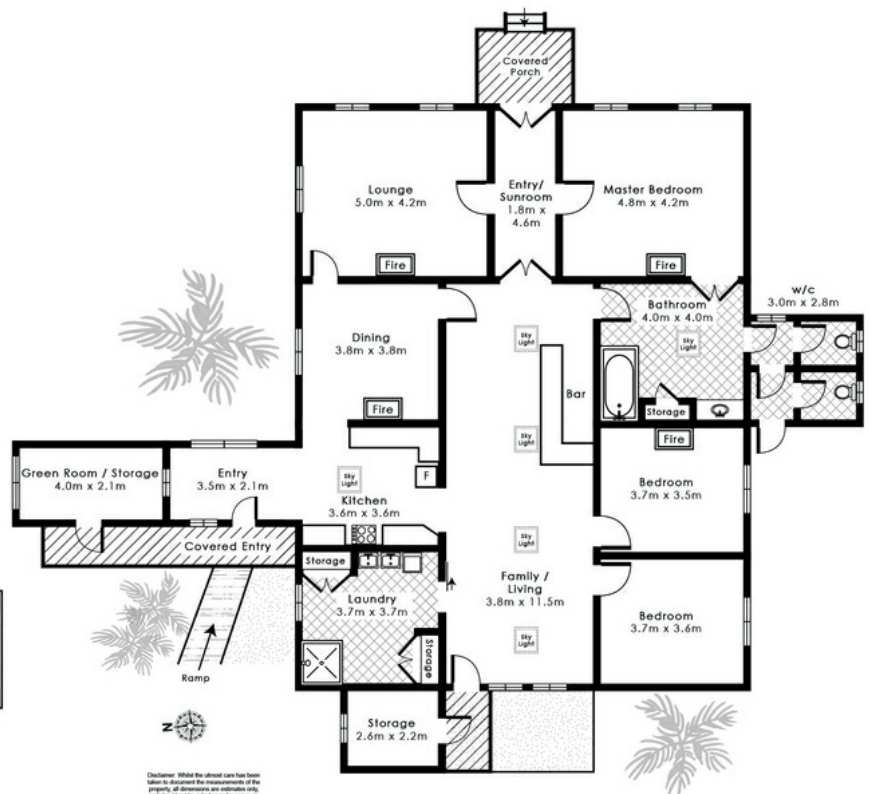 Covered
Porch
Lounge
5.0m x 4.2m
Entry/
Sunroom
1.8m x
4.6m
Master Bedroom
4.8m x 4.2m
Fire
Fire
w/c
3.0m x 2.8m
Bathroom
4.0m x 4.0m
Sky
Light
Sky
Light
Dining
3.8m x 3.8m
Bar
Fire
Storage
Fire
Sky
Light
Green Room / Storage
4.0m x 2.1m
Entry
3.5m x 2.1m
Sky
Light
F
Kitchen
3.6m x 3.6m
Bedroom
3.7m x 3.5m
Covered Entry
Sky
Light
Storage
Family /
Living
3.8m x 11.5m
Laundry
3.7m x 3.7m
Bedroom
3.7m x 3.6m
Sky
Light
Storage
Ramp
N
Storage
2.6m x 2.2m
Disclaimer: Whilst the utmost care has been
taken to document the measurements of the
property, all dimensions are estimates only,